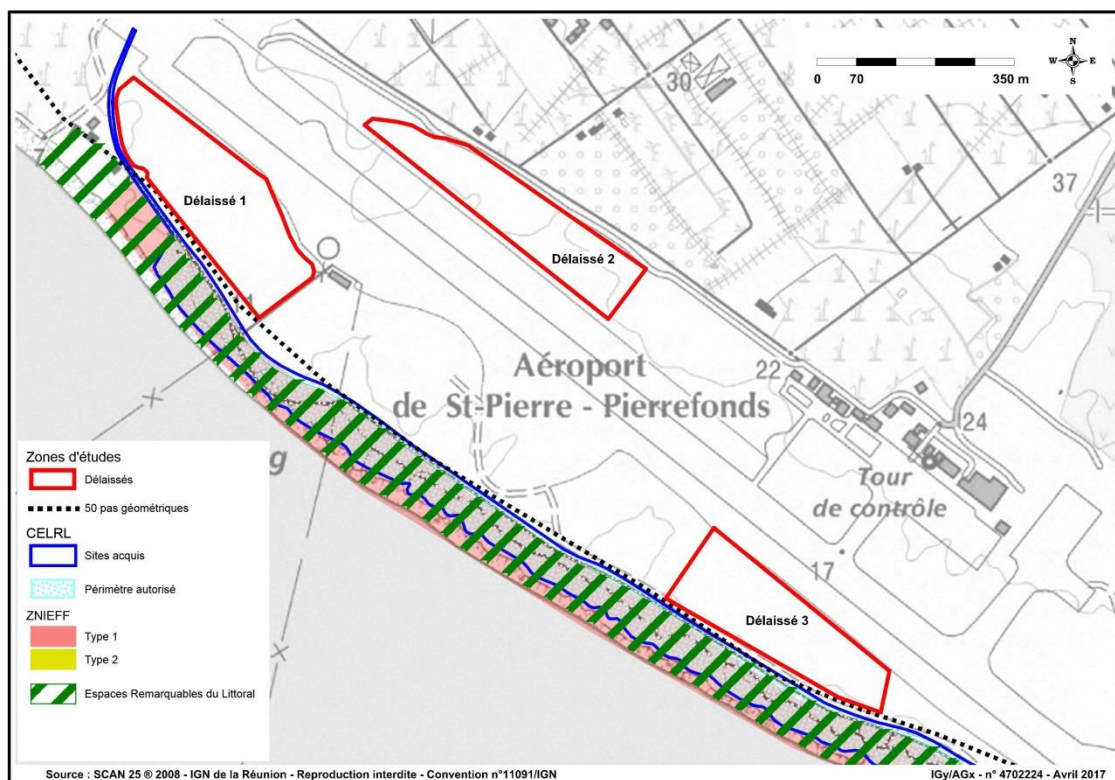 0 70 350 m
N
W E
S
30
37
7
Délaissé 1
Délaissé 2
Aéroport
de St-Pierre - Pierrefonds
22
24
Tour
de contrôle
17
Délaissé 3
g
Zones d'études
Délaissés
50 pas géométriques
CELRL
Sites acquis
Périmètre autorisé
ZNIEFF
Type 1
Type 2
Espaces Remarquables du Littoral
Source : SCAN 25 ® 2008 - IGN de la Réunion - Reproduction interdite - Convention n°11091/IGN
IGy/AGx - n° 4702224 - Avril 2017